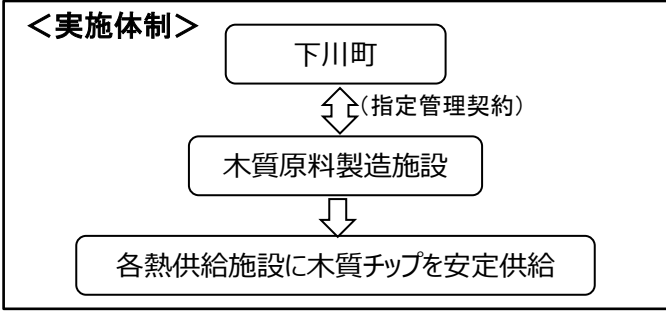 ＜実施体制＞
下川町
（指定管理契約）
木質原料製造施設
各熱供給施設に木質チップを安定供給